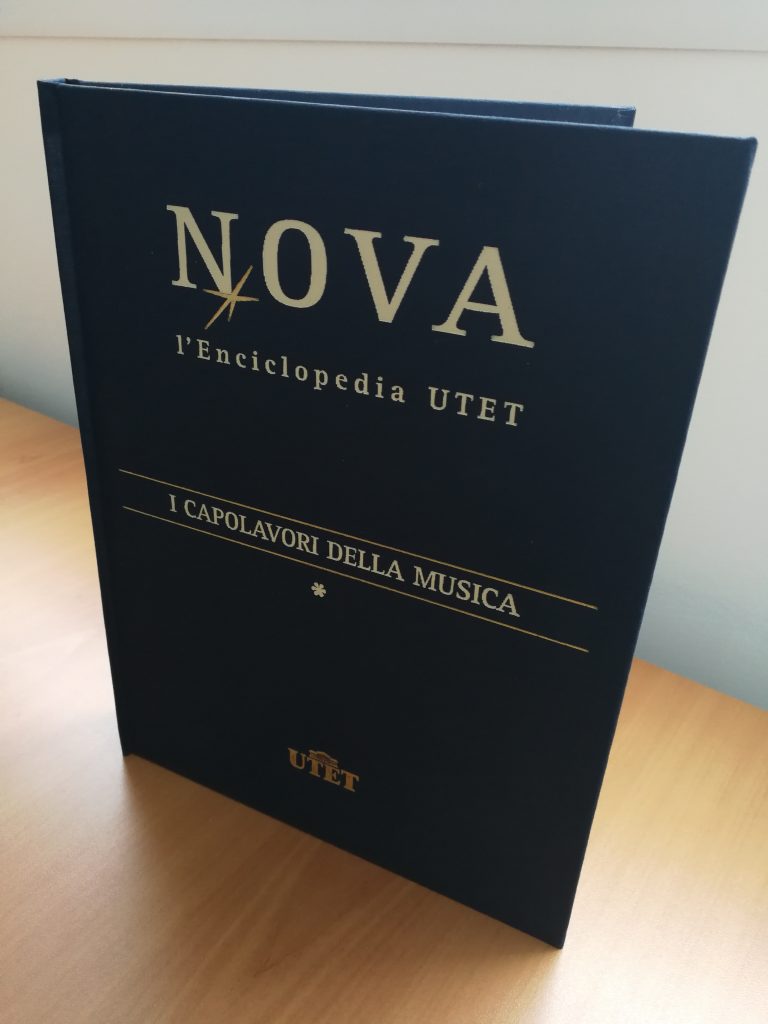 NOVA
l'Enciclopedia UTET
I CAPOLAVORI DELLA MUSICA
*
UTET